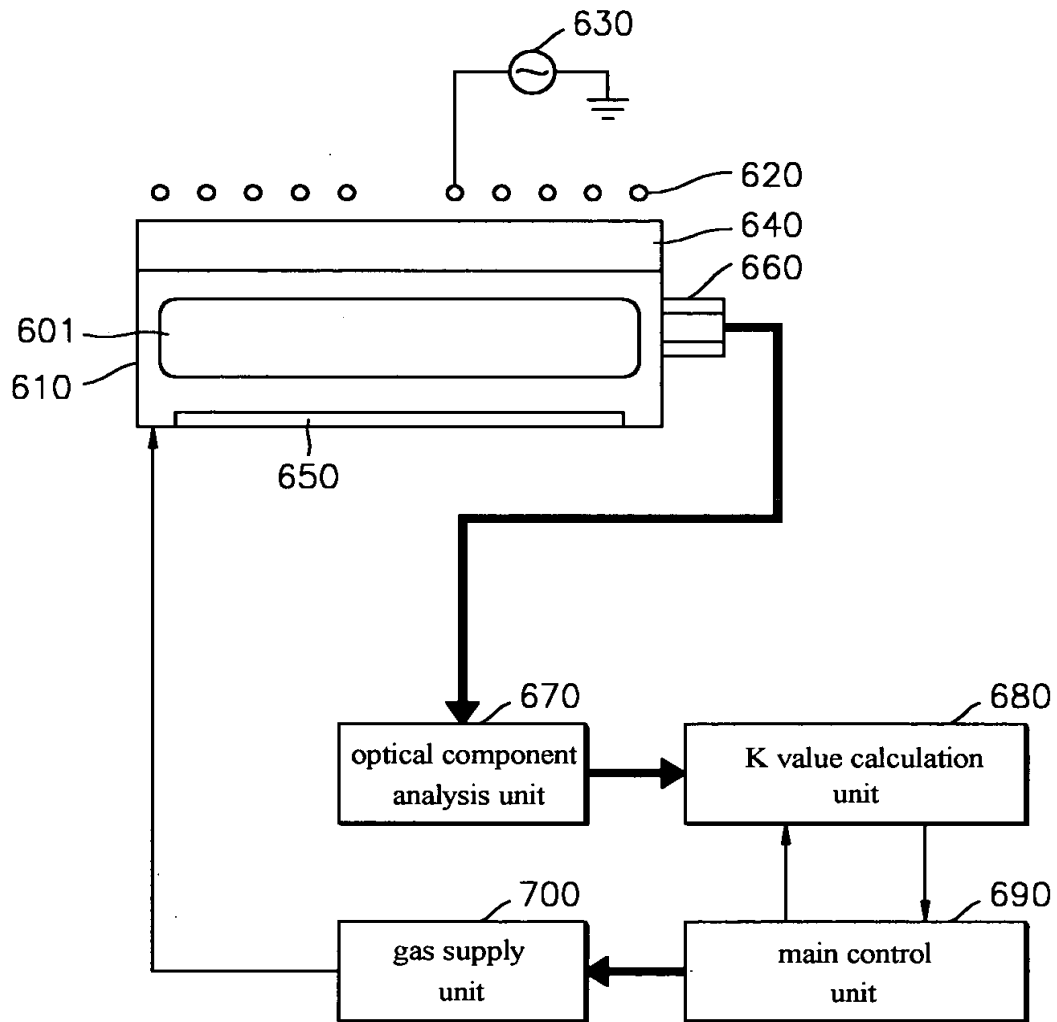 630
620
640
660
601
610
650
670
optical component
analysis unit
680
K value calculation
unit
700
gas supply
unit
690
main control
unit